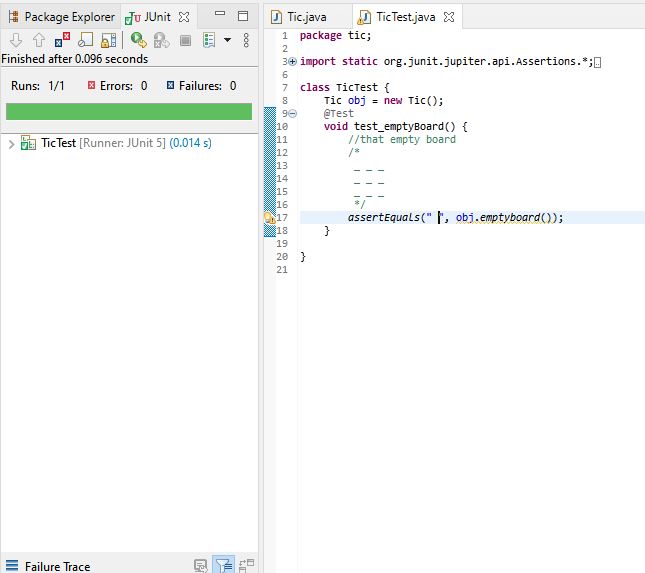 Package Explorer
JUnit
Finished after 0.096 seconds
Runs: 1/1
Errors: 0
Failures: 0
TicTest [Runner: JUnit 5] (0.014 s)
Failure Trace
Tic.java
TicTest.java
1 package tic;
2
3 import static org.junit.jupiter.api.Assertions.*;
6
7 class TicTest {
8 Tic obj = new Tic();
9 @Test
10 void test_emptyBoard() {
11 //that empty board
12 /*
13 _ _ _
14 _ _ _
15 _ _ _
16 */
17 assertEquals(" ", obj.emptyboard());
18 }
19
20 }
21